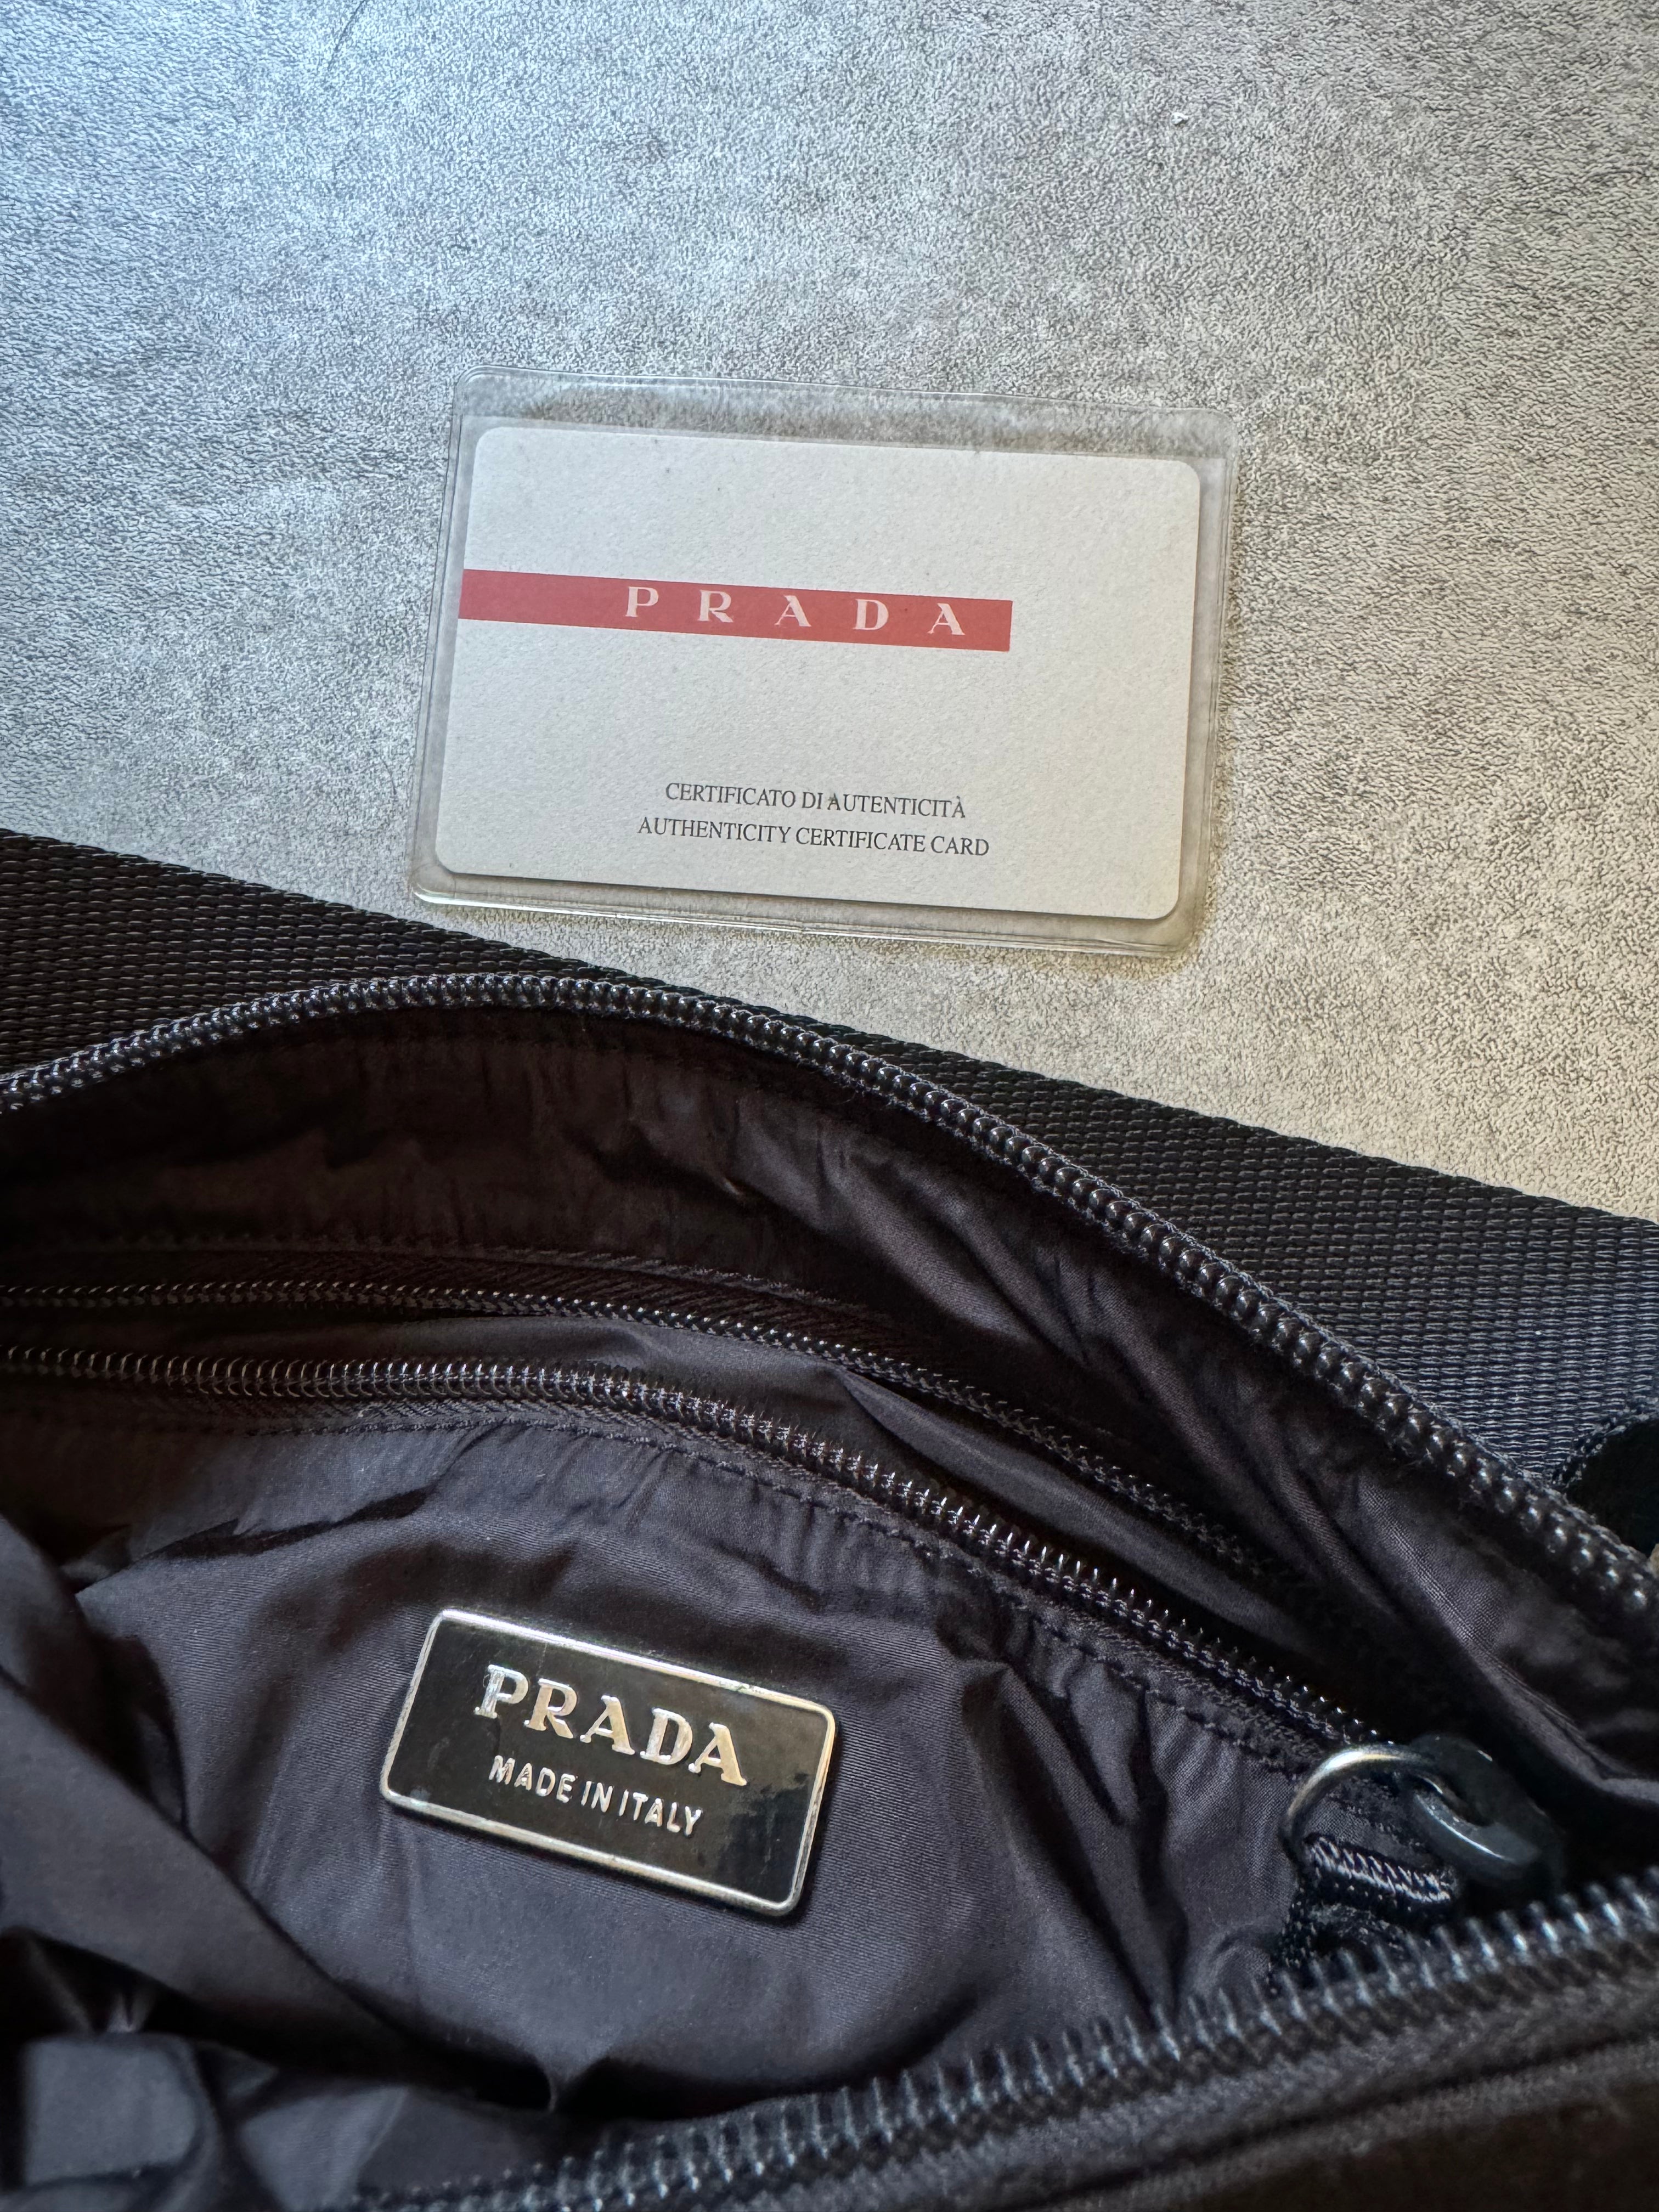 PRADA
CERTIFICATO DI AUTENTICITÀ
AUTHENTICITY CERTIFICATE CARD
PRADA
MADE IN ITALY